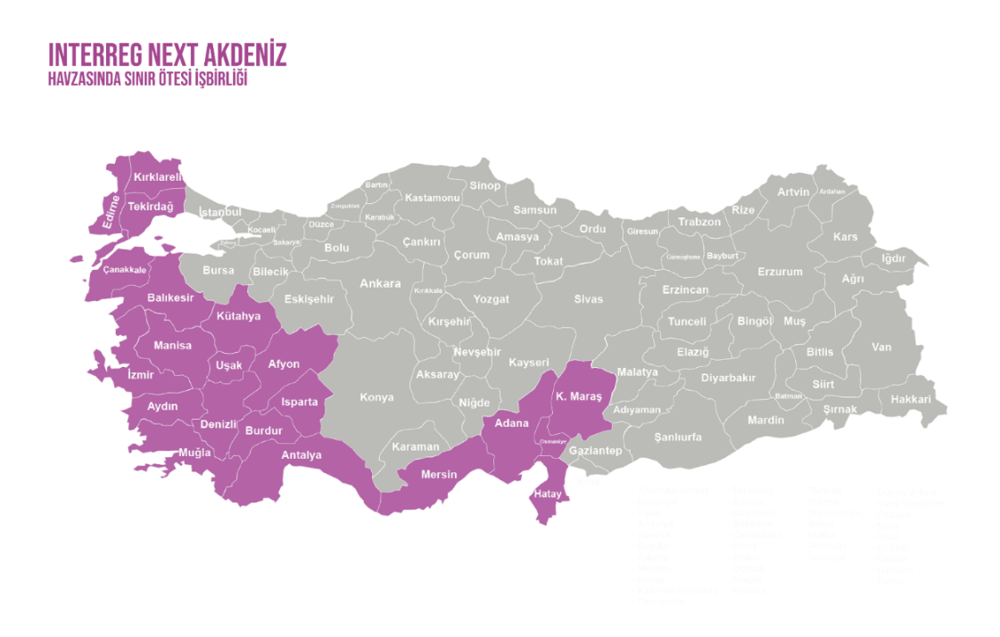 INTERREG NEXT AKDENİZ
HAVZASINDA SINIR ÖTESİ İŞBİRLİĞİ
Kırklareli
Edirne
Tekirdağ
İstanbul
Kocaeli
Sakarya
Düzce
Zonguldak
Bartın
Karabük
Kastamonu
Sinop
Samsun
Ordu
Giresun
Trabzon
Rize
Artvin
Ardahan
Kars
Iğdır
Çanakkale
Balıkesir
Bursa
Bilecik
Bolu
Çankırı
Çorum
Amasya
Tokat
Gümüşhane
Bayburt
Erzurum
Ağrı
Kütahya
Eskişehir
Ankara
Kırıkkale
Yozgat
Sivas
Erzincan
Tunceli
Bingöl
Muş
Manisa
Uşak
Afyon
Kırşehir
Nevşehir
Kayseri
Elazığ
Bitlis
Van
İzmir
Aydın
Denizli
Burdur
Isparta
Konya
Aksaray
Niğde
K. Maraş
Malatya
Adıyaman
Diyarbakır
Batman
Siirt
Şırnak
Hakkari
Muğla
Antalya
Karaman
Mersin
Adana
Osmaniye
Gaziantep
Şanlıurfa
Mardin
Hatay